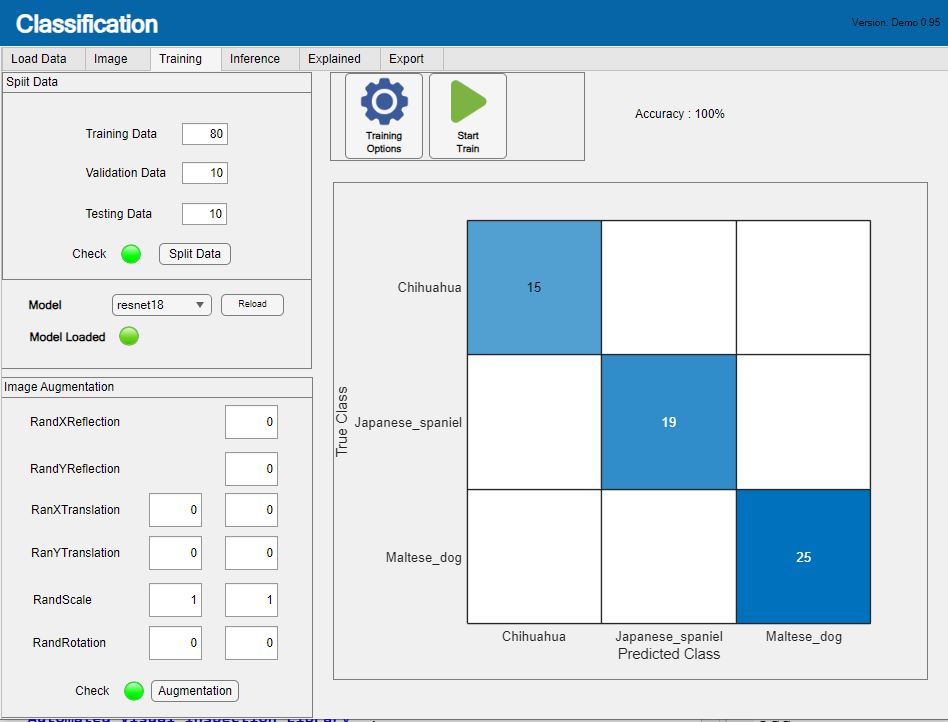 Classification
Version: Demo 0.95
Load Data
Image
Training
Inference
Explained
Export
Split Data
Training Data 80
Validation Data 10
Testing Data 10
Check Split Data
Model resnet18 Reload
Model Loaded
Image Augmentation
RandXReflection 0
RandYReflection 0
RanXTranslation 0 0
RanYTranslation 0 0
RandScale 1 1
RandRotation 0 0
Check Augmentation
Training
Options
Start
Train
Accuracy : 100%
True Class
Chihuahua
15
Japanese_spaniel
19
Maltese_dog
25
Chihuahua Japanese_spaniel Maltese_dog
Predicted Class
Automated Visual Inspection Library